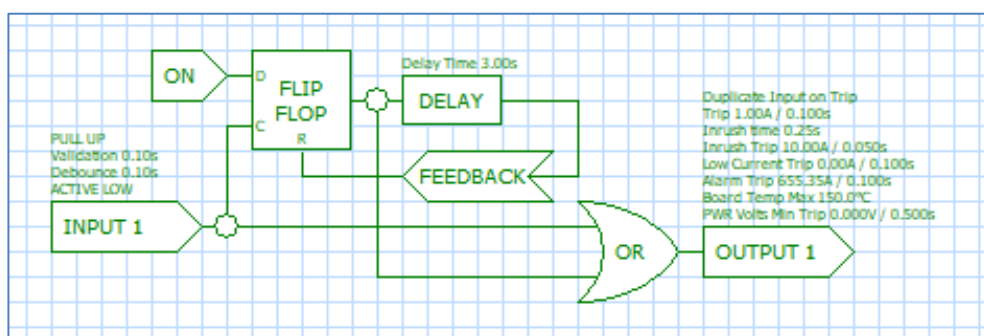 ON
D
FLIP
FLOP
C
R
Delay Time 3.00s
DELAY
FEEDBACK
PULL UP
Validation 0.10s
Debounce 0.10s
ACTIVE LOW
INPUT 1
OR
Duplicate Input on Trip
Trip 1.00A / 0.100s
Inrush time 0.25s
Inrush Trip 10.00A / 0.050s
Low Current Trip 0.00A / 0.100s
Alarm Trip 655.35A / 0.100s
Board Temp Max 150.0°C
PWR Volts Min Trip 0.000V / 0.500s
OUTPUT 1